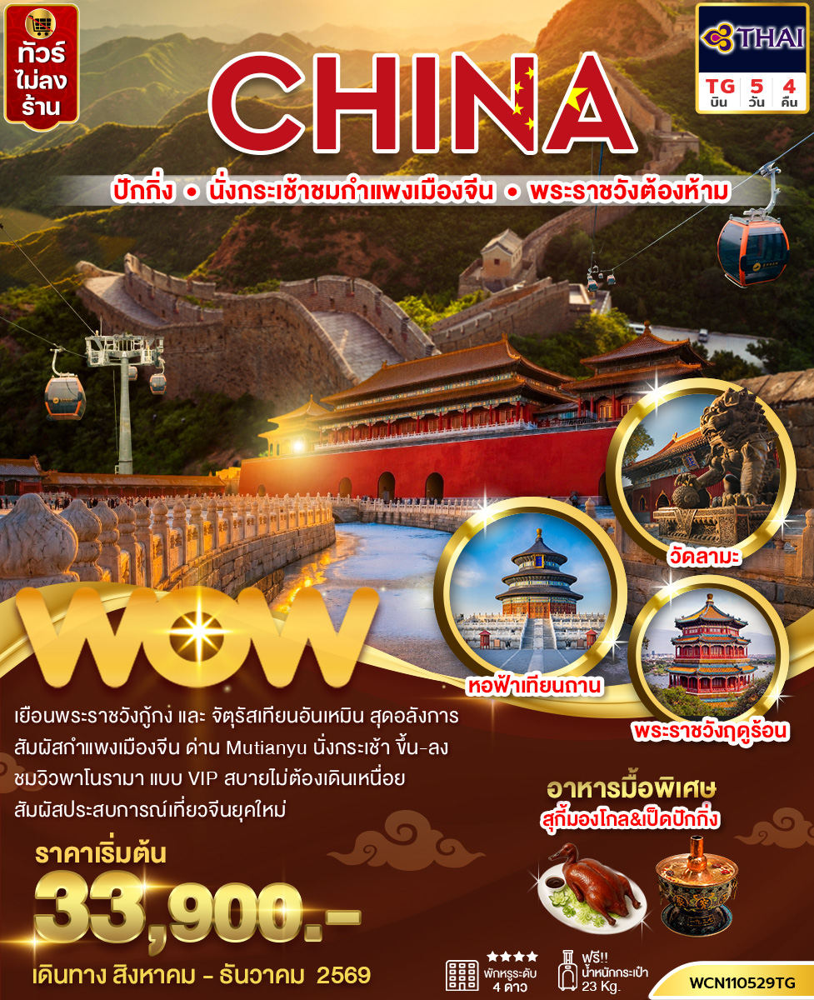 ทัวร์
ไม่ลง
ร้าน
THAI
TG 5 4
บิน วัน คืน
CHINA
ปักกิ่ง • นั่งกระเช้าชมกำแพงเมืองจีน • พระราชวังต้องห้าม
วัดลามะ
หอฟ้าเทียนถาน
พระราชวังฤดูร้อน
WOW
เยือนพระราชวังกู้กง และ จัตุรัสเทียนอันเหมิน สุดอลังการ
สัมผัสกำแพงเมืองจีน ด่าน Mutianyu นั่งกระเช้า ขึ้น-ลง
ชมวิวพาโนรามา แบบ VIP สบายไม่ต้องเดินเหนื่อย
สัมผัสประสบการณ์เที่ยวจีนยุคใหม่
อาหารมื้อพิเศษ
สุกี้มองโกล&เป็ดปักกิ่ง
ราคาเริ่มต้น
33,900.-
เดินทาง สิงหาคม - ธันวาคม 2569
พักหรูระดับ
4 ดาว
ฟรี!!
น้ำหนักกระเป๋า
23 Kg.
WCN110529TG